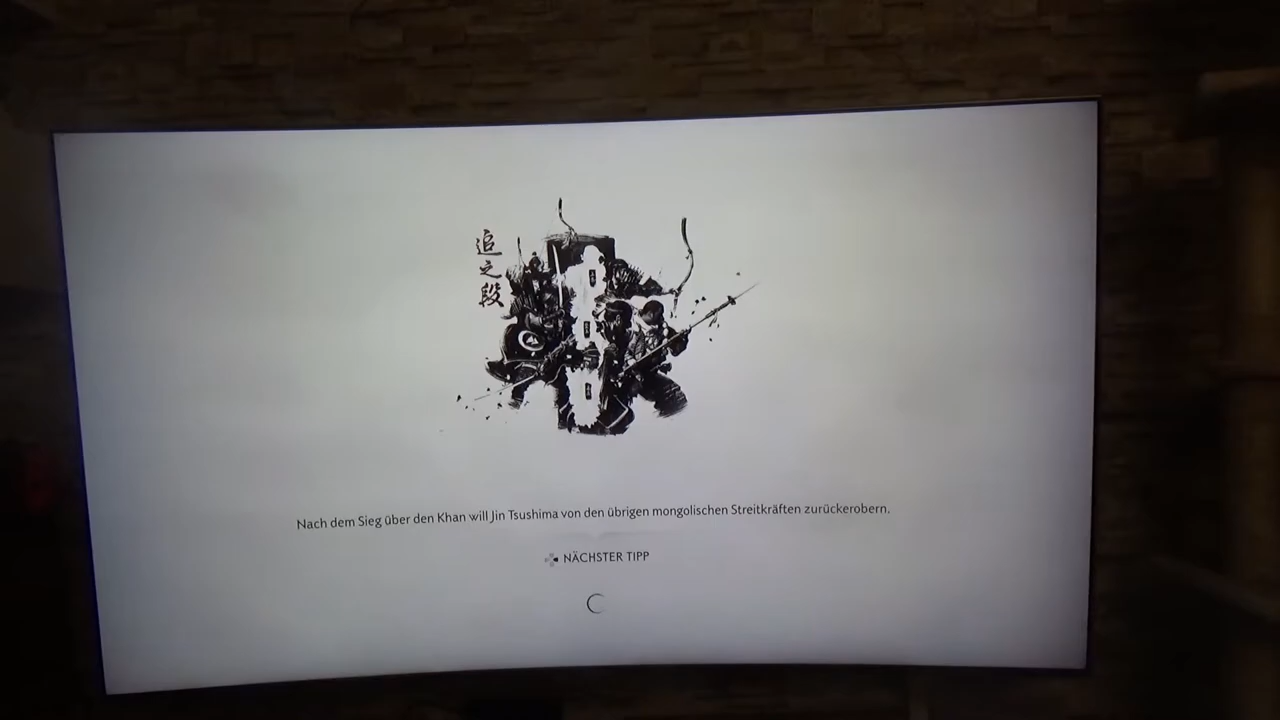 追之段
Nach dem Sieg über den Khan will Jin Tsushima von den übrigen mongolischen Streitkräften zurückerobern.
NÄCHSTER TIPP